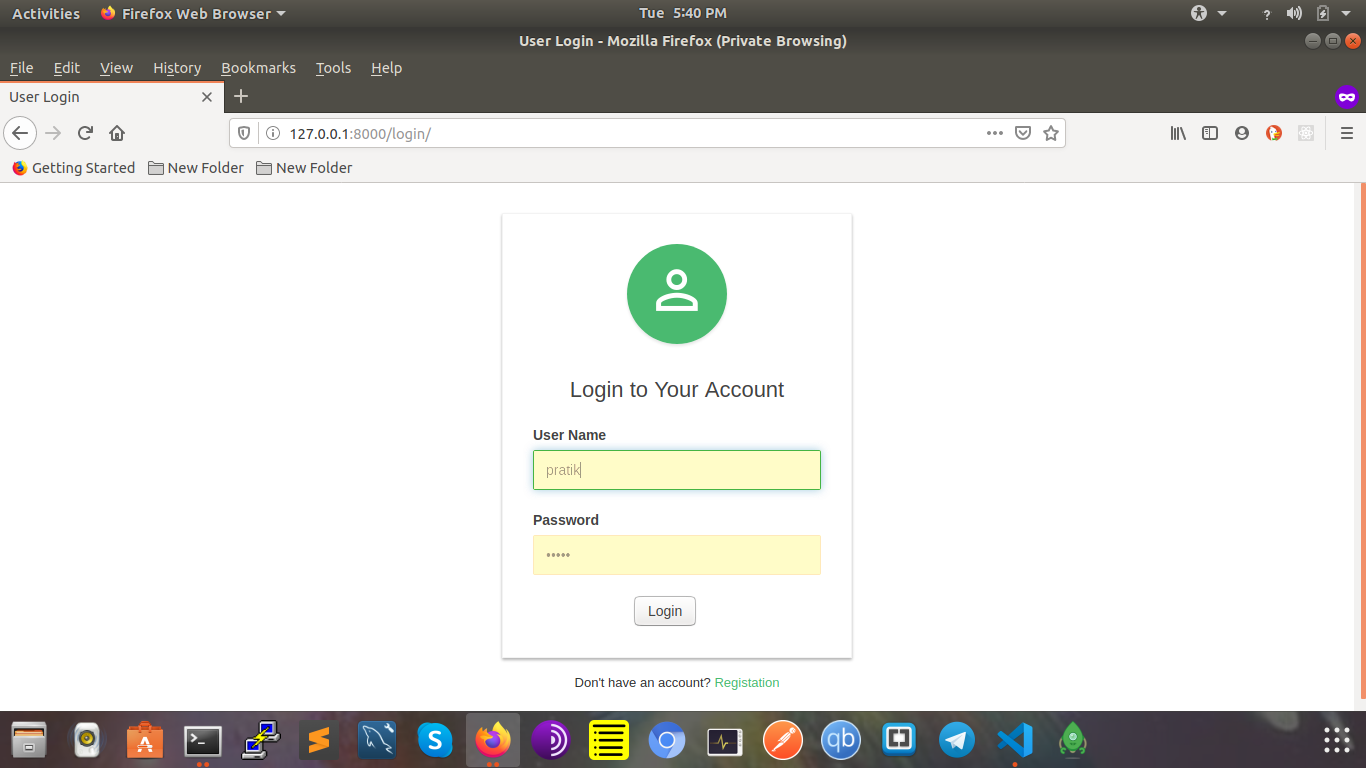 Activities Firefox Web Browser Tue 5:40 PM ?
User Login - Mozilla Firefox (Private Browsing)
File Edit View History Bookmarks Tools Help
User Login
127.0.0.1:8000/login/
Getting Started New Folder New Folder
Login to Your Account
User Name
pratik
Password
•••••
Login
Don't have an account? Registation
S qb